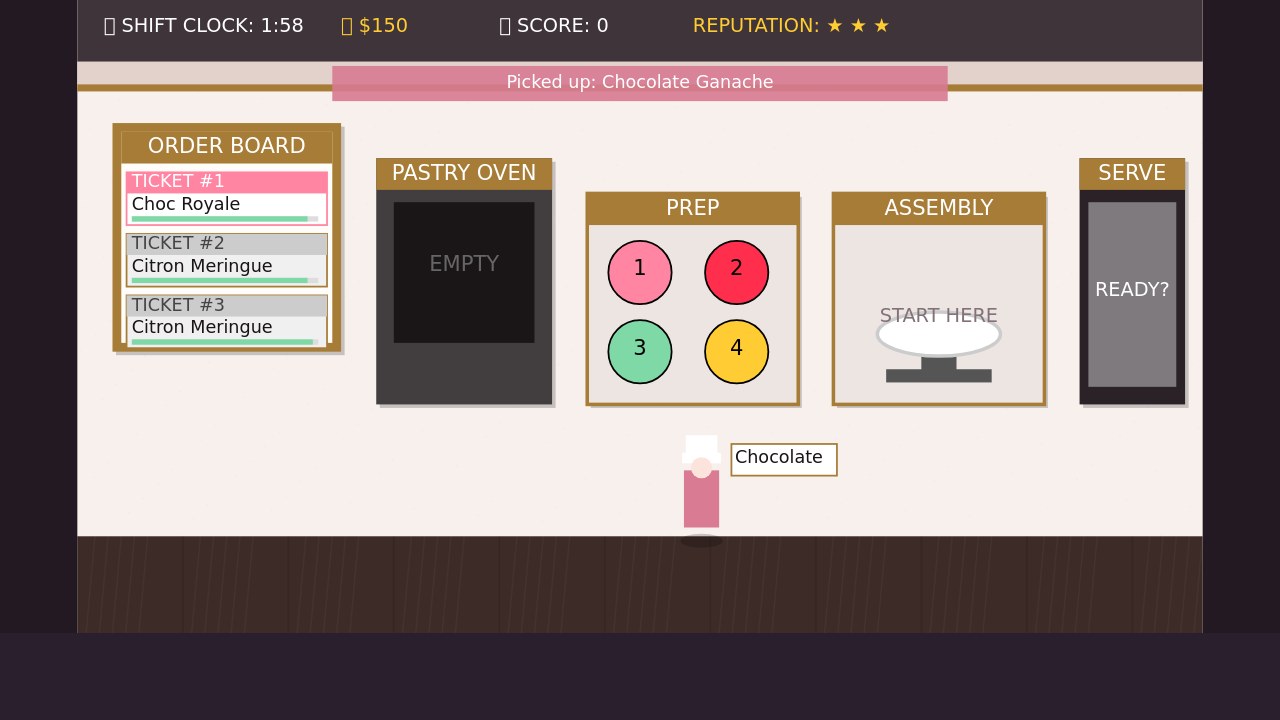 SHIFT CLOCK: 1:58
$150
SCORE: 0
REPUTATION: ★ ★ ★
Picked up: Chocolate Ganache
ORDER BOARD
TICKET #1
Choc Royale
TICKET #2
Citron Meringue
TICKET #3
Citron Meringue
PASTRY OVEN
EMPTY
PREP
1
2
3
4
ASSEMBLY
START HERE
SERVE
READY?
Chocolate